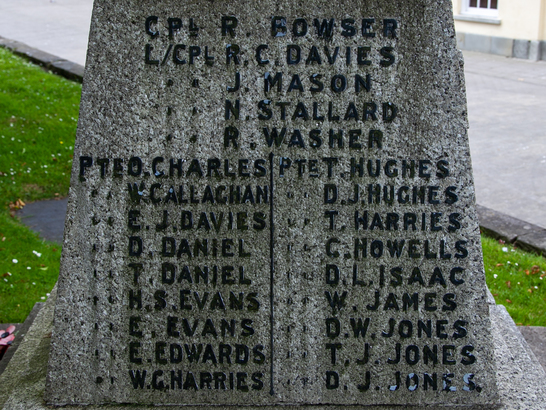 CPL R. BOWSER
L/CPL R. C. DAVIES
" " J. MASON
" " N. STALLARD
" " R. WASHER
PTE O. CHARLES
" W. CALLAGHAN
" E. J. DAVIES
" D. DANIEL
" T. DANIEL
" H. S. EVANS
" E. EVANS
" E. EDWARDS
" W. G. HARRIES
PTE T. HUGHES
" D. J. HUGHES
" T. HARRIES
" C. HOWELLS
" D. L. ISAAC
" W. JAMES
" D. W. JONES
" T. J. JONES
" D. J. JONES.